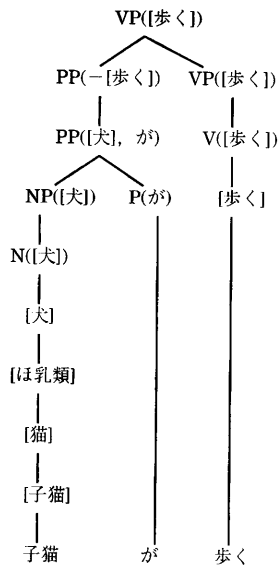 VP([歩く])
PP(－[歩く]) VP([歩く])
PP([犬], が) V([歩く])
NP([犬]) P(が) [歩く]
N([犬])
[犬]
[ほ乳類]
[猫]
[子猫]
子猫 が 歩く